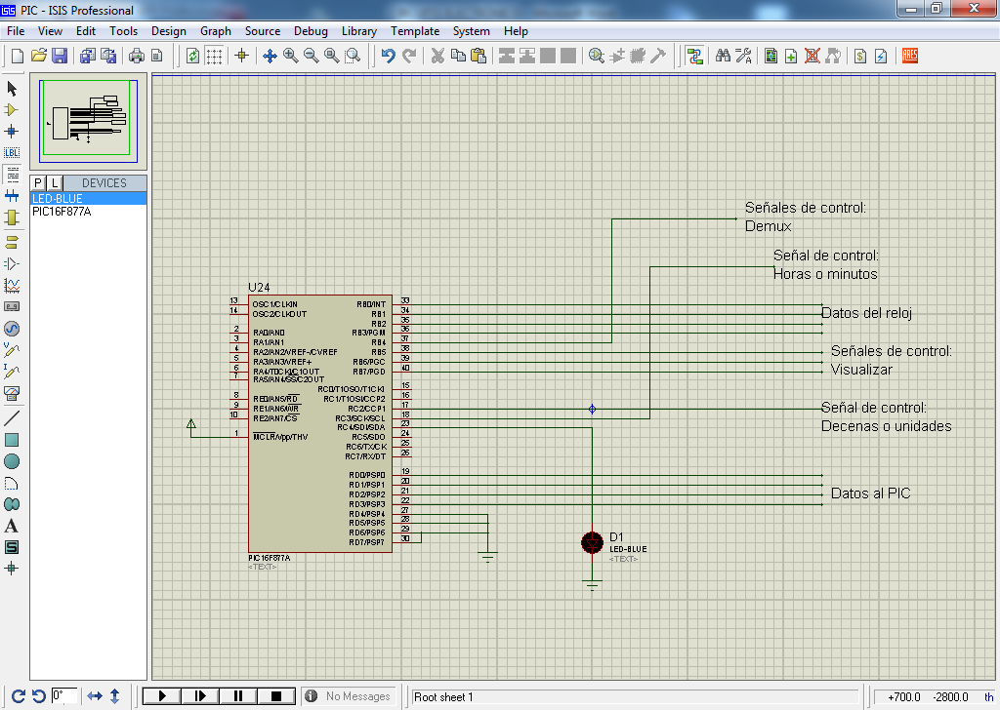 PIC - ISIS Professional
File View Edit Tools Design Graph Source Debug Library Template System Help
P L DEVICES
LED-BLUE
PIC16F877A
Señales de control:
Demux
Señal de control:
Horas o minutos
Datos del reloj
Señales de control:
Visualizar
Señal de control:
Decenas o unidades
Datos al PIC
U24
13 OSC1/CLKIN RB0/INT 33
14 OSC2/CLKOUT RB1 34
RB2 35
2 RA0/AN0 RB3/PGM 36
3 RA1/AN1 RB4 37
4 RA2/AN2/VREF-/CVREF RB5 38
5 RA3/AN3/VREF+ RB6/PGC 39
6 RA4/T0CKI/C1OUT RB7/PGD 40
7 RA5/AN4/SS/C2OUT
RC0/T1OSO/T1CKI 15
8 RE0/AN5/RD RC1/T1OSI/CCP2 16
9 RE1/AN6/WR RC2/CCP1 17
10 RE2/AN7/CS RC3/SCK/SCL 18
RC4/SDI/SDA 23
1 MCLR/Vpp/THV RC5/SDO 24
RC6/TX/CK 25
RC7/RX/DT 26
RD0/PSP0 19
RD1/PSP1 20
RD2/PSP2 21
RD3/PSP3 22
RD4/PSP4 27
RD5/PSP5 28
RD6/PSP6 29
RD7/PSP7 30
PIC16F877A
<TEXT>
D1
LED-BLUE
<TEXT>
0° No Messages Root sheet 1 +700.0 -2800.0 th